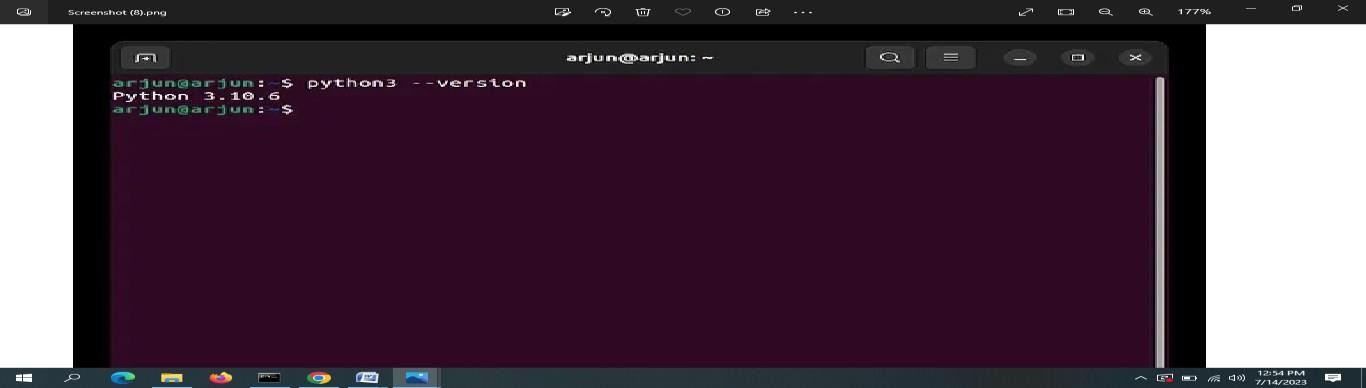 Screenshot (8).png
177%
arjun@arjun: ~
arjun@arjun:~$ python3 --version
Python 3.10.6
arjun@arjun:~$
12:54 PM
7/14/2023